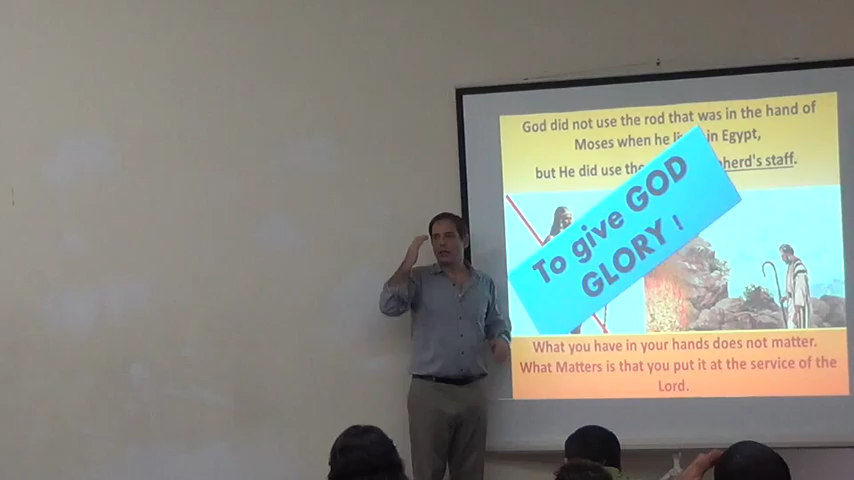 God did not use the rod that was in the hand of
Moses when he in Egypt,
but He did use the shepherd's staff.
To give GOD
GLORY !
What you have in your hands does not matter.
What Matters is that you put it at the service of the
Lord.